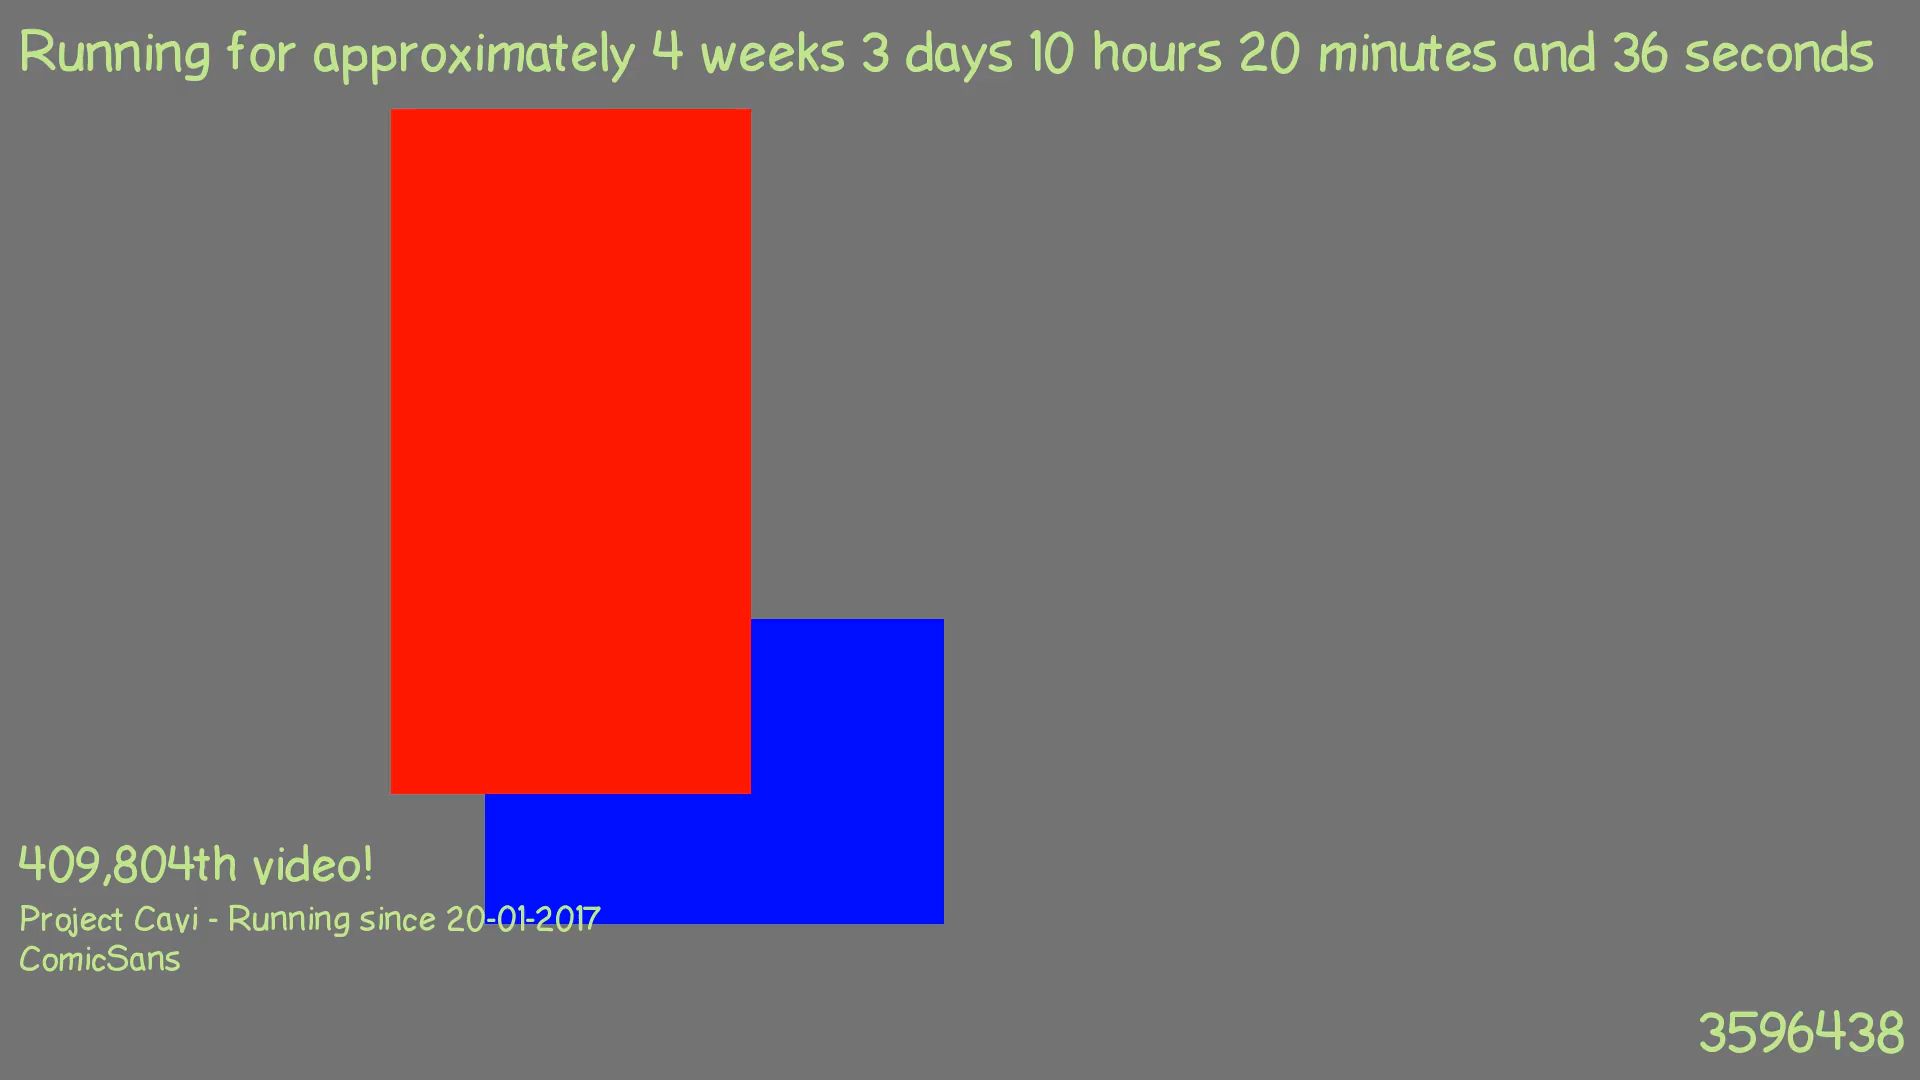 Running for approximately 4 weeks 3 days 10 hours 20 minutes and 36 seconds
409,804th video!
Project Cavi - Running since 20-01-2017
ComicSans
3596438